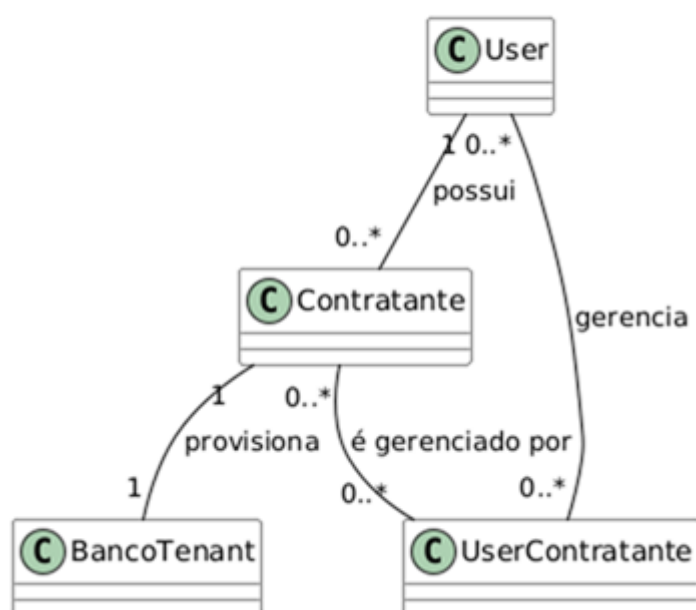 C User
1 0..*
possui
0..*
C Contratante
gerencia
1 0..*
provisiona é gerenciado por
1 0..* 0..*
C BancoTenant C UserContratante